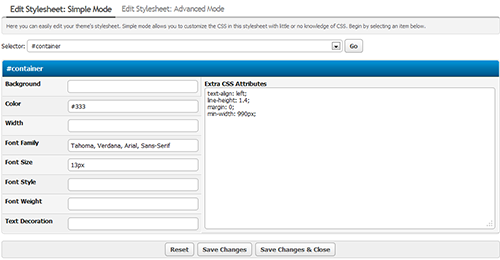 Edit Stylesheet: Simple Mode
Edit Stylesheet: Advanced Mode
Here you can easily edit your theme's stylesheet. Simple mode allows you to customize the CSS in this stylesheet with little or no knowledge of CSS. Begin by selecting an item below.
Selector: #container Go
#container
Background
Color #333
Width
Font Family Tahoma, Verdana, Arial, Sans-Serif
Font Size 13px
Font Style
Font Weight
Text Decoration
Extra CSS Attributes
text-align: left;
line-height: 1.4;
margin: 0;
min-width: 990px;
Reset Save Changes Save Changes & Close